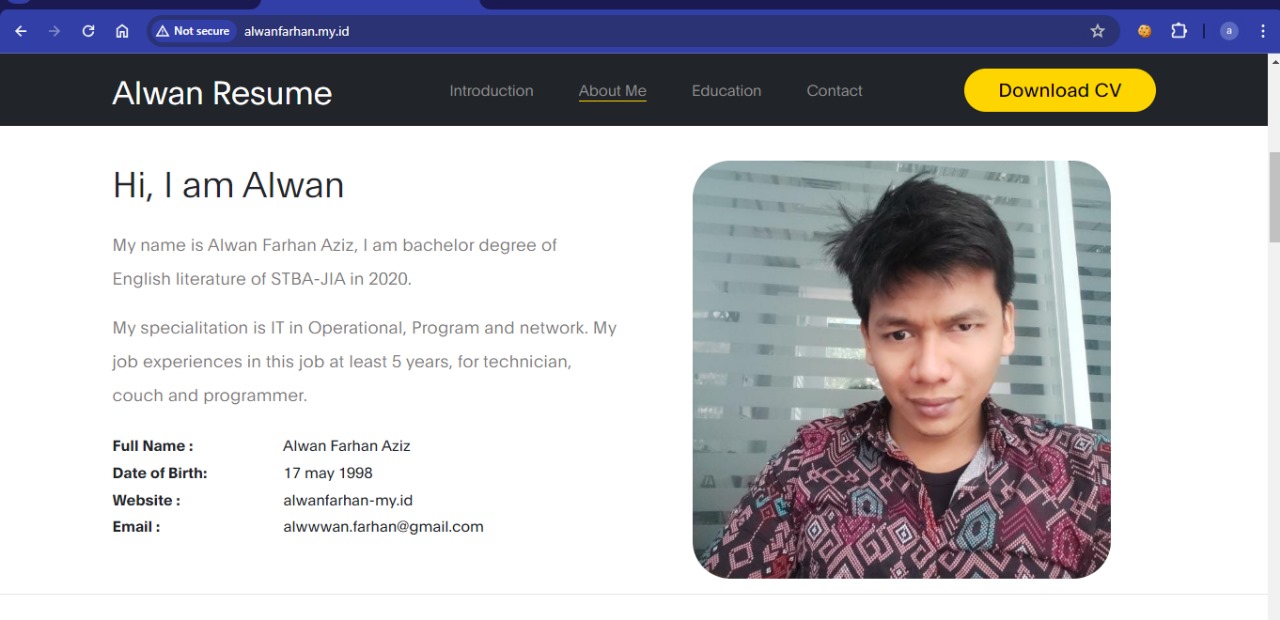 Not secure alwanfarhan.my.id
a
Alwan Resume Introduction About Me Education Contact Download CV
Hi, I am Alwan
My name is Alwan Farhan Aziz, I am bachelor degree of
English literature of STBA-JIA in 2020.
My specialitation is IT in Operational, Program and network. My
job experiences in this job at least 5 years, for technician,
couch and programmer.
Full Name : Alwan Farhan Aziz
Date of Birth: 17 may 1998
Website : alwanfarhan-my.id
Email : alwwwan.farhan@gmail.com